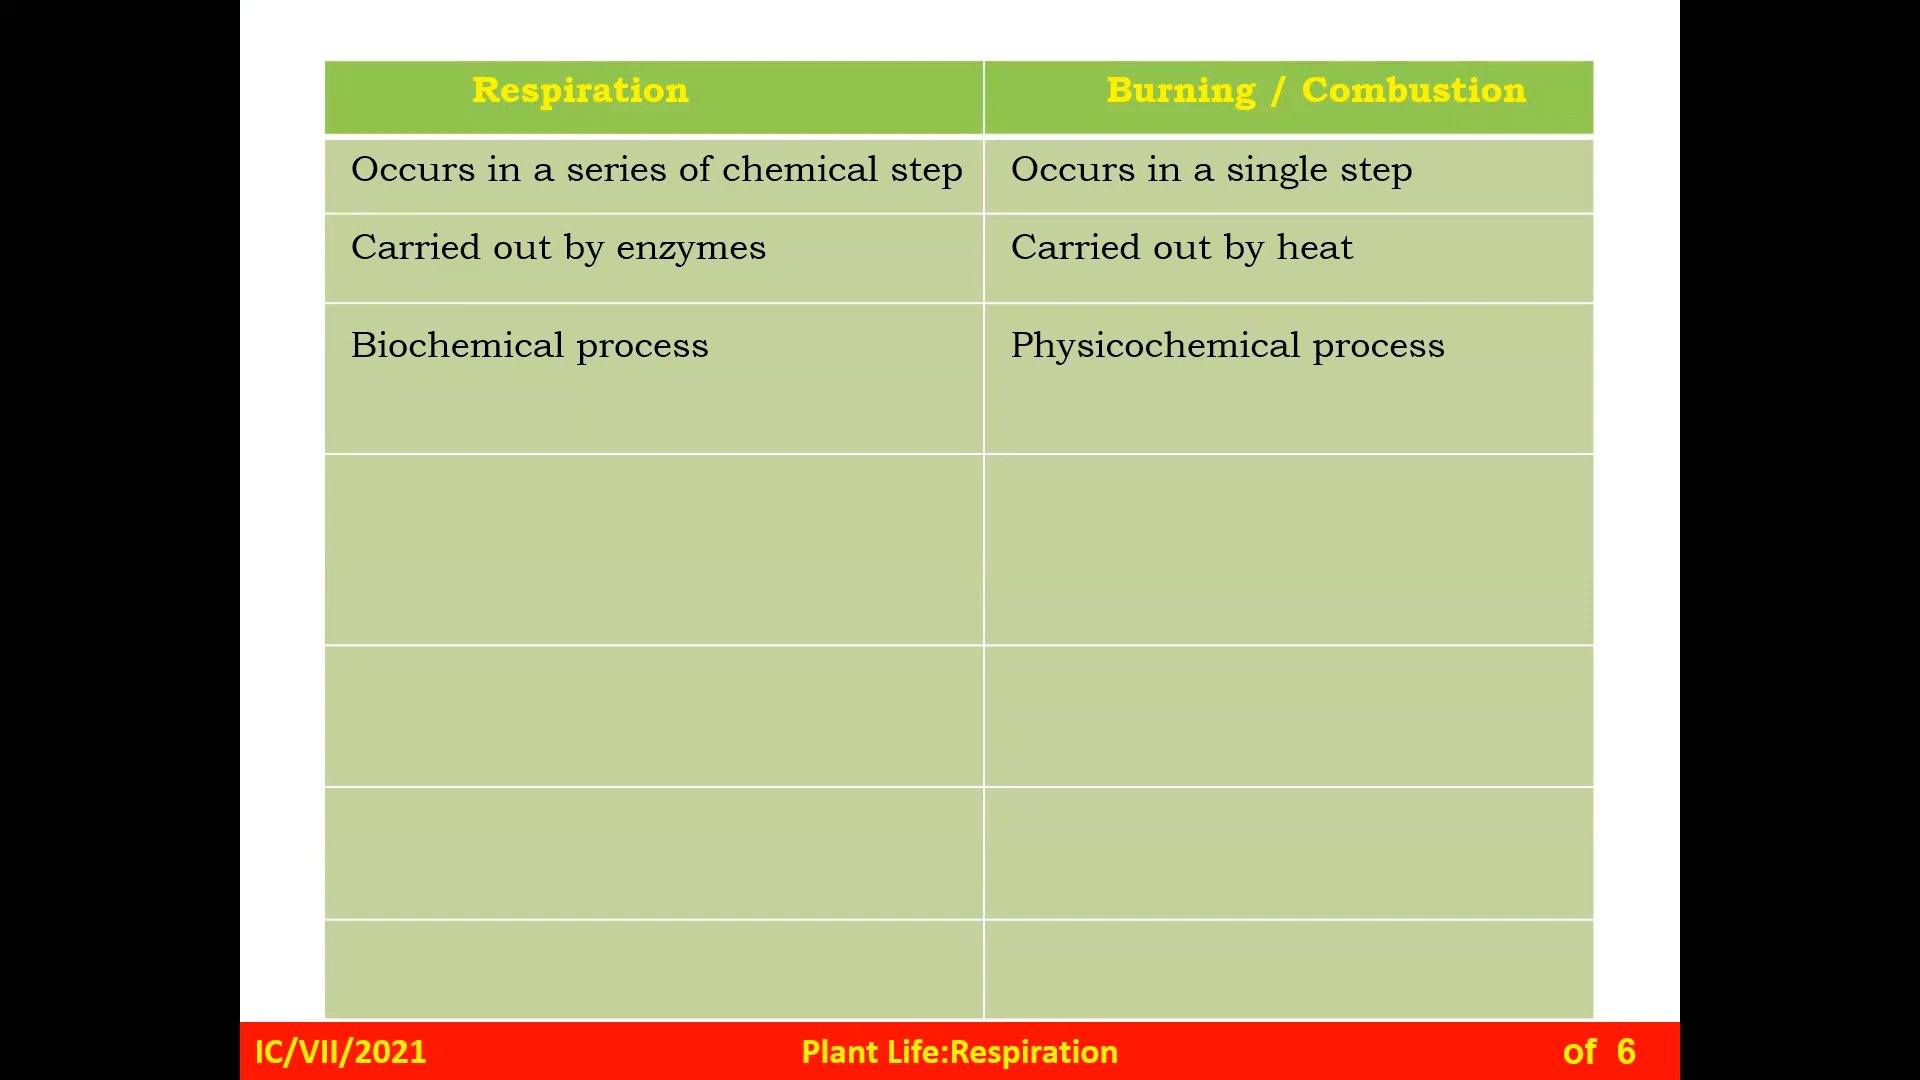 Respiration
Burning / Combustion
Occurs in a series of chemical step
Occurs in a single step
Carried out by enzymes
Carried out by heat
Biochemical process
Physicochemical process
IC/VII/2021
Plant Life:Respiration
of 6